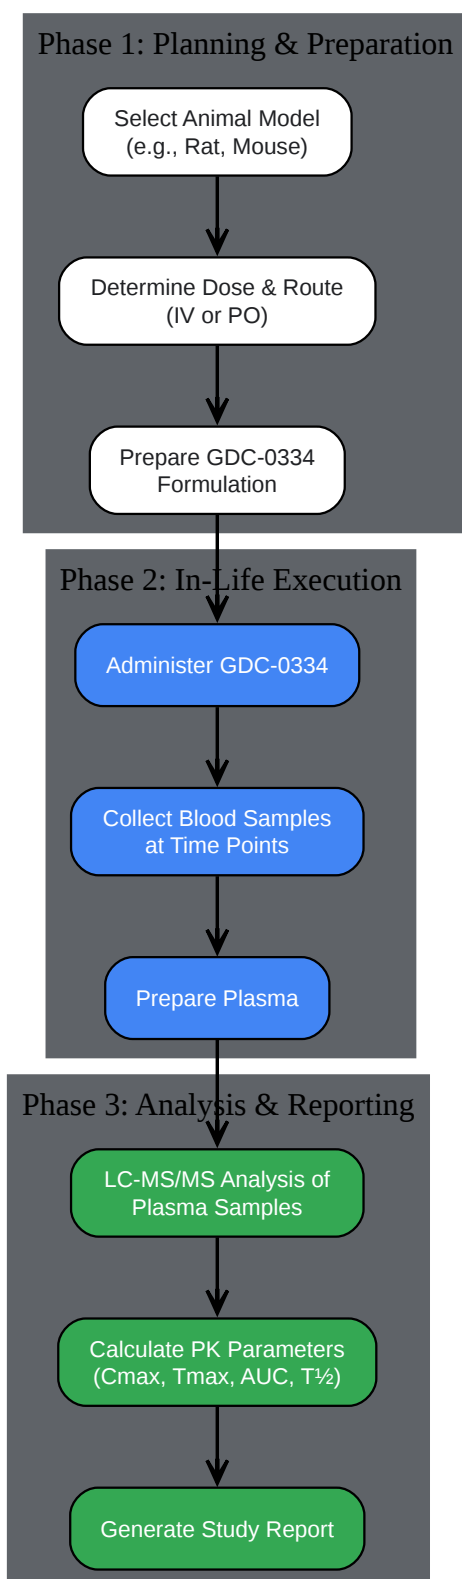 Phase 1: Planning & Preparation
Select Animal Model
(e.g., Rat, Mouse)
Determine Dose & Route
(IV or PO)
Prepare GDC-0334
Formulation
Phase 2: In-Life Execution
Administer GDC-0334
Collect Blood Samples
at Time Points
Prepare Plasma
Phase 3: Analysis & Reporting
LC-MS/MS Analysis of
Plasma Samples
Calculate PK Parameters
(Cmax, Tmax, AUC, T½)
Generate Study Report